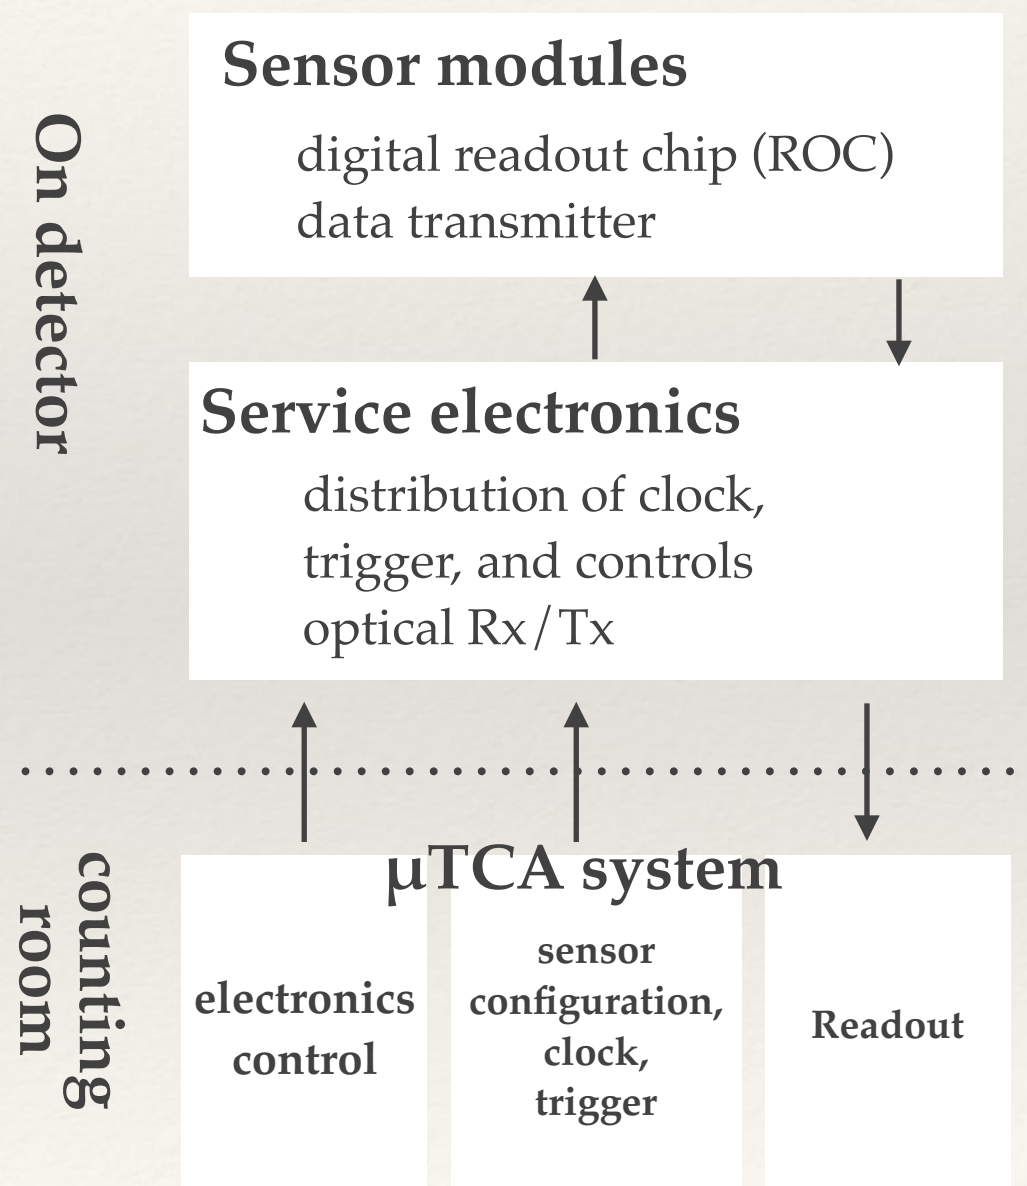 On detector
Sensor modules
digital readout chip (ROC)
data transmitter
Service electronics
distribution of clock,
trigger, and controls
optical Rx/Tx
counting
room
µTCA system
electronics
control
sensor
configuration,
clock,
trigger
Readout